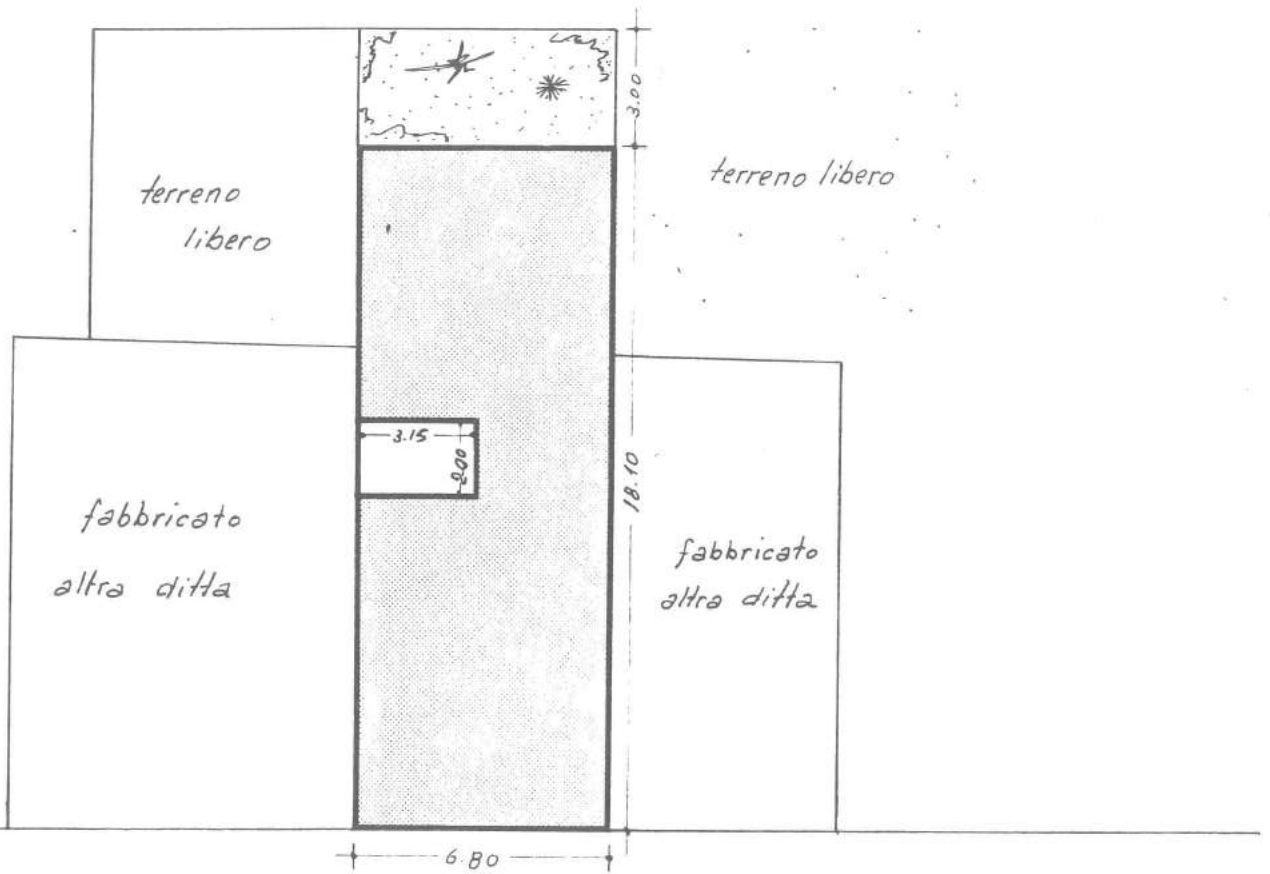 3.00
terreno
libero
terreno libero
3.15
2.00
18.10
fabbricato
altra ditta
fabbricato
altra ditta
6.80